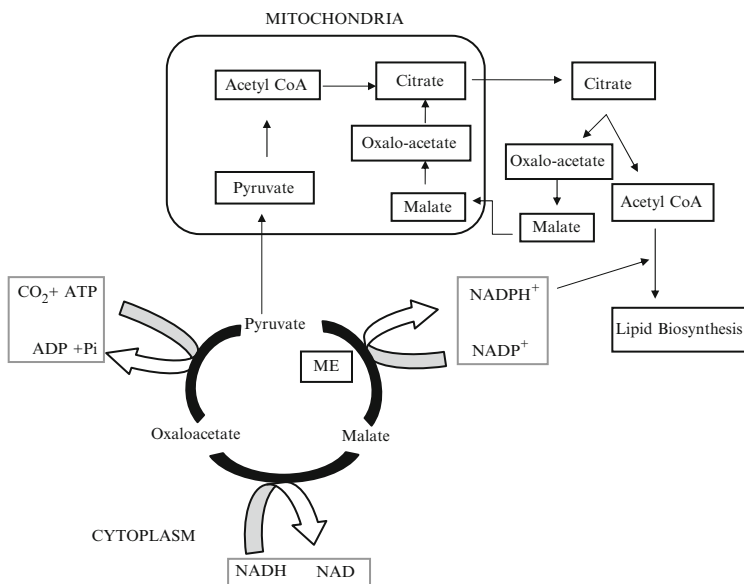 MITOCHONDRIA
Acetyl CoA
Citrate
Citrate
Oxalo-acetate
Oxalo-acetate
Pyruvate
Malate
Acetyl CoA
Malate
CO2+ ATP
NADPH+
Pyruvate
Lipid Biosynthesis
ADP +Pi
ME
NADP+
Oxaloacetate
Malate
CYTOPLASM
NADH NAD